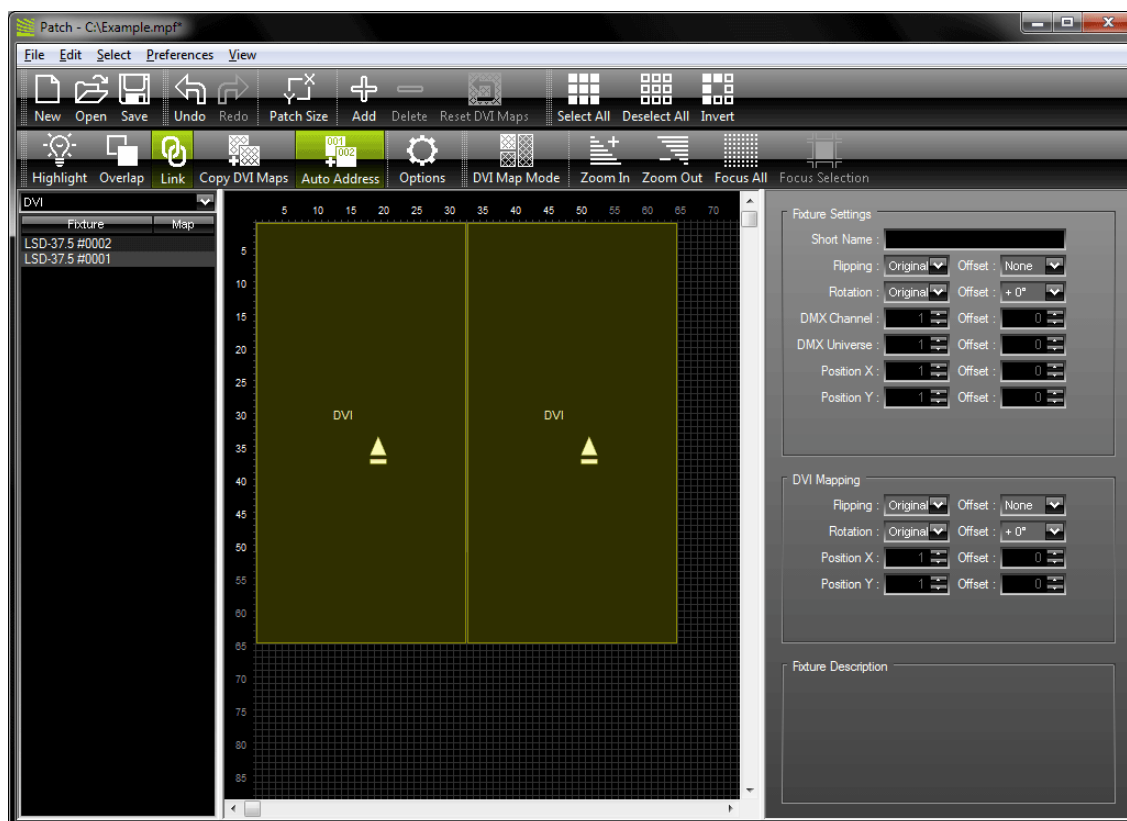 Patch - C:\Example.mpf*
File Edit Select Preferences View
New Open Save Undo Redo Patch Size Add Delete Reset DVI Maps Select All Deselect All Invert
001
002
Highlight Overlap Link Copy DVI Maps Auto Address Options DVI Map Mode Zoom In Zoom Out Focus All Focus Selection
DVI
Fixture Map
LSD-37.5 #0002
LSD-37.5 #0001
5 10 15 20 25 30 35 40 45 50 55 60 65 70
5
10
15
20
25
30
35
40
45
50
55
60
65
70
75
80
85
DVI DVI
Fixture Settings
Short Name :
Flipping : Original Offset : None
Rotation : Original Offset : + 0°
DMX Channel : 1 Offset : 0
DMX Universe : 1 Offset : 0
Position X : 1 Offset : 0
Position Y : 1 Offset : 0
DVI Mapping
Flipping : Original Offset : None
Rotation : Original Offset : + 0°
Position X : 1 Offset : 0
Position Y : 1 Offset : 0
Fixture Description